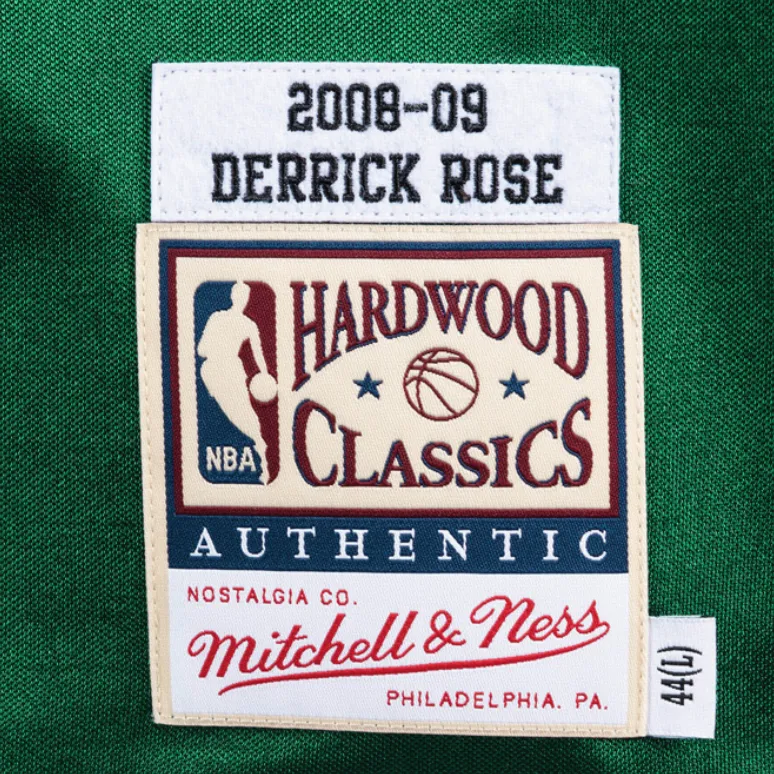 2008-09
DERRICK ROSE
HARDWOOD
CLASSICS
NBA
AUTHENTIC
NOSTALGIA CO.
Mitchell & Ness
PHILADELPHIA. PA.
44(L)